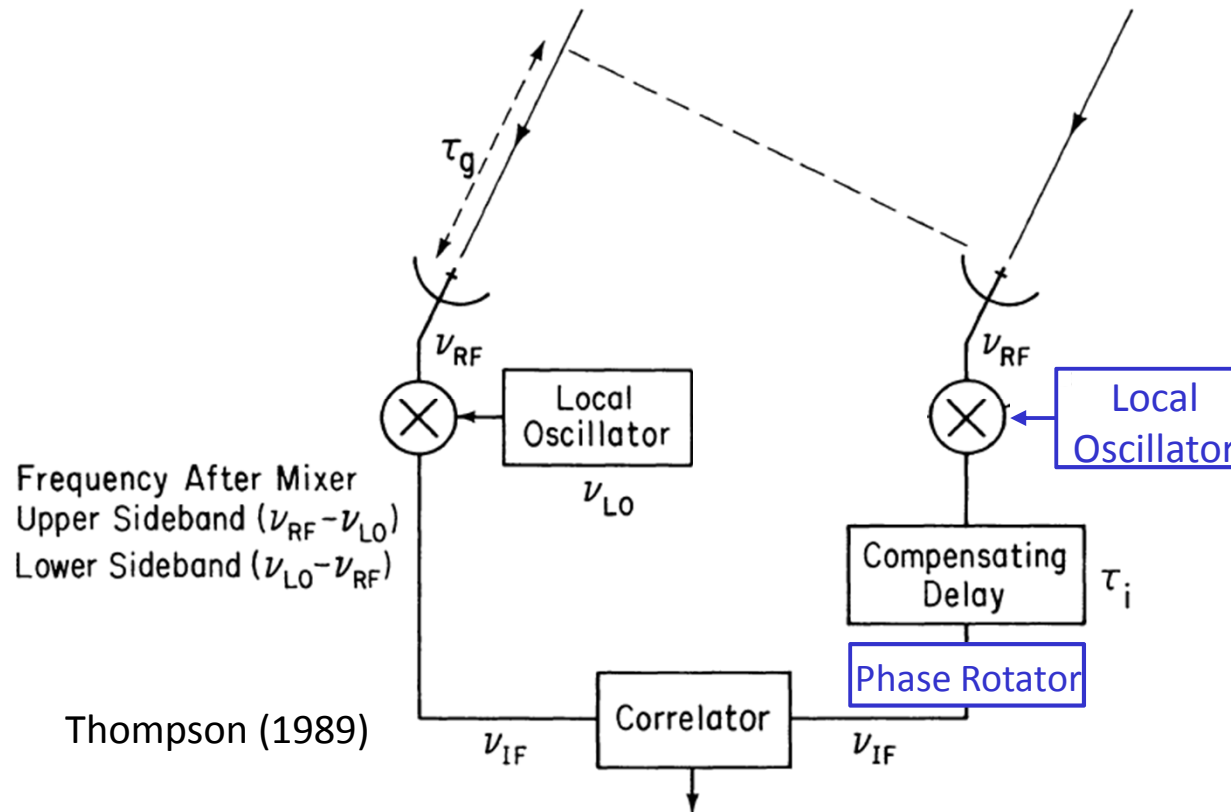 τg
νRF
νRF
Local
Oscillator
νLO
Local
Oscillator
Frequency After Mixer
Upper Sideband (νRF−νLO)
Lower Sideband (νLO−νRF)
Compensating
Delay
τi
Phase Rotator
Correlator
νIF
νIF
Thompson (1989)